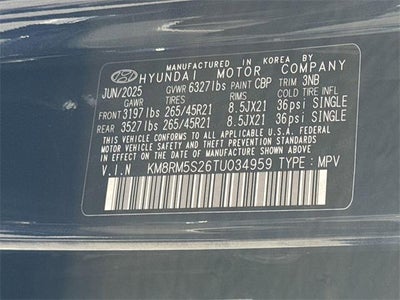 MANUFACTURED IN KOREA BY
HYUNDAI MOTOR COMPANY
JUN/2025 GVWR 6327lbs PAINT CBP TRIM 3NB
GAWR TIRES RIMS COLD TIRE INFL
FRONT 3197lbs 265/45R21 8.5JX21 36psi SINGLE
REAR 3527lbs 265/45R21 8.5JX21 36psi SINGLE
THIS VEHICLE CONFORMS TO ALL APPLICABLE U.S.A. FEDERAL
MOTOR VEHICLE SAFETY AND THEFT PREVENTION STANDARDS
IN EFFECT ON THE DATE OF MANUFACTURE SHOWN ABOVE.
V.I.N KM8RM5S26TU034959 TYPE : MPV